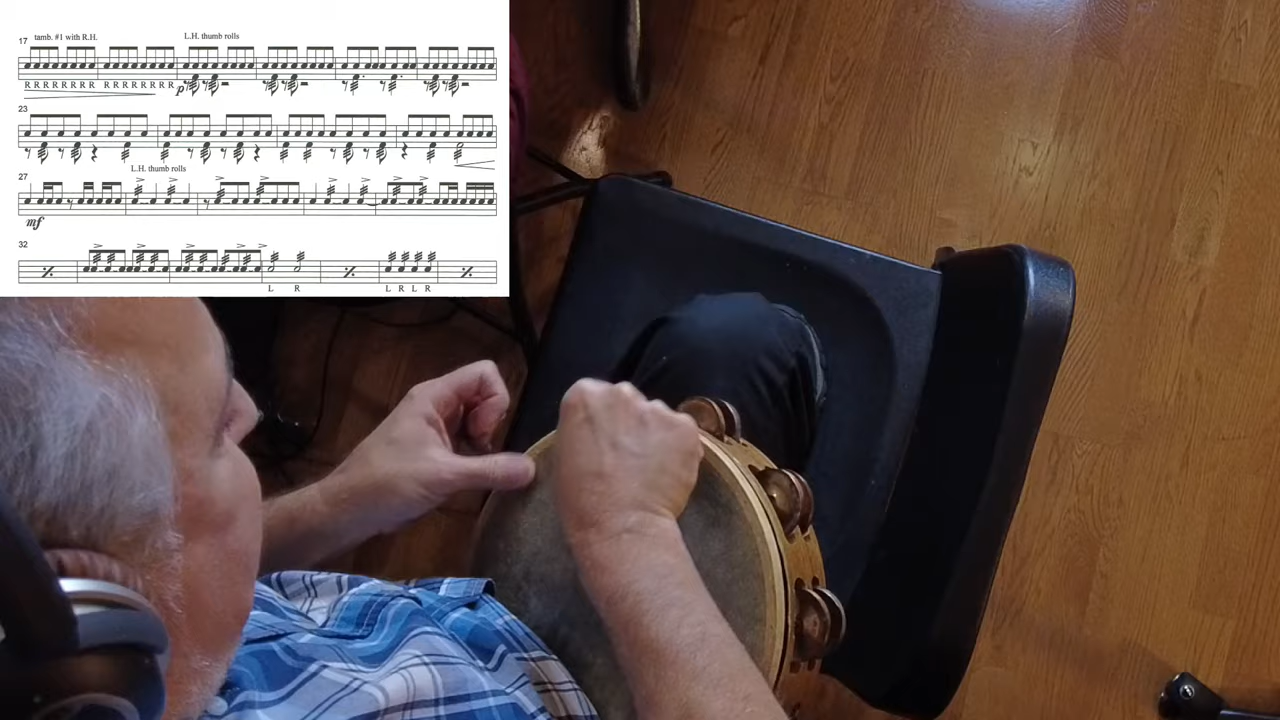 17 tamb. #1 with R.H. L.H. thumb rolls
R R R R R R R R R R R R R R R R p
23
L.H. thumb rolls
27
mf
32
L R L R L R